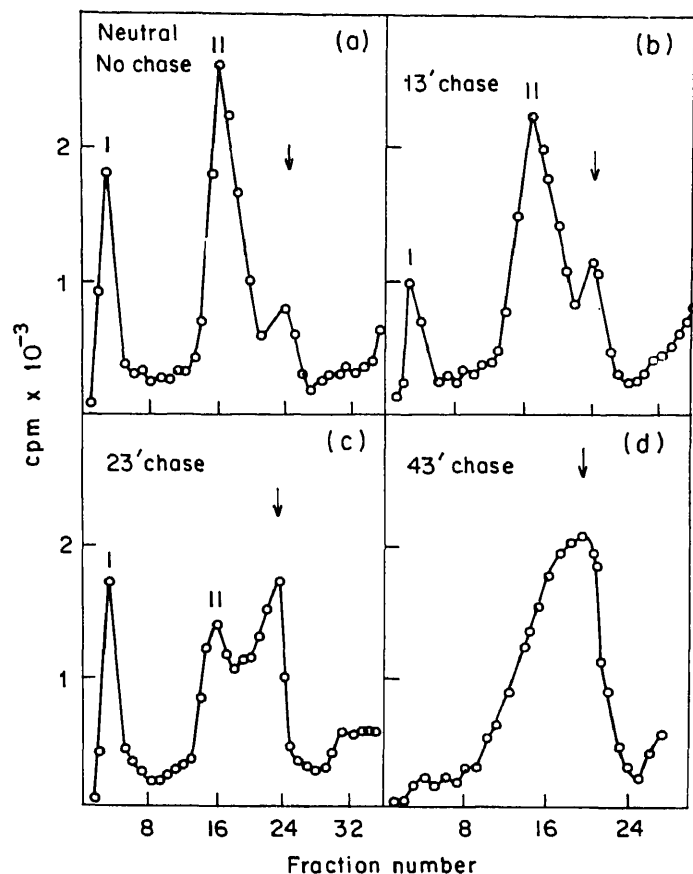 Neutral
No chase
(a)
I
II
2
1
13' chase
(b)
I
II
23' chase
(c)
I
II
2
1
8
16
24
32
43' chase
(d)
8
16
24
cpm x 10⁻³
Fraction number